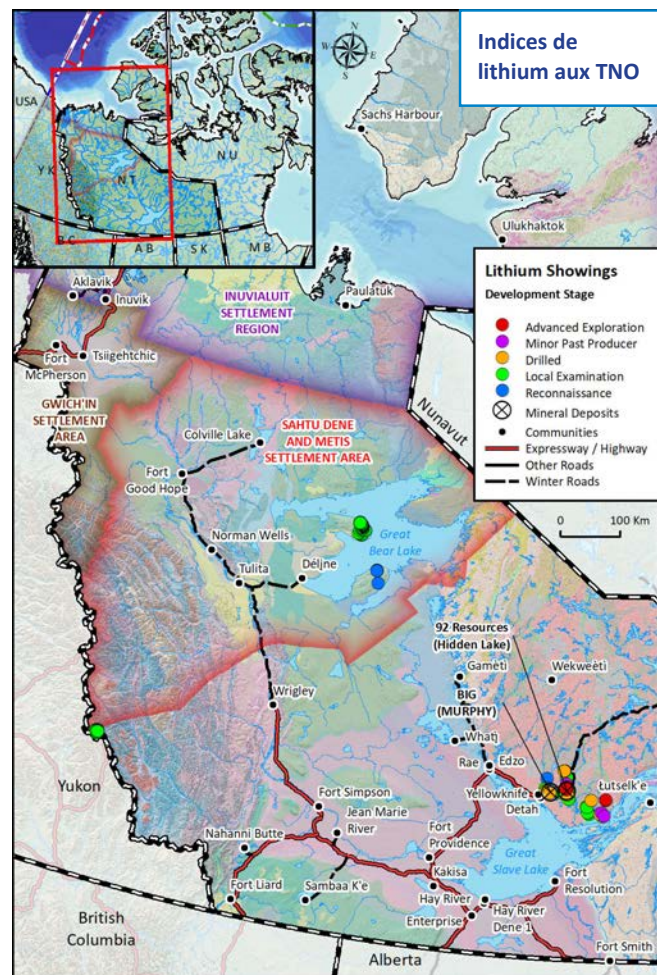 Indices de
lithium aux TNO
N
W
E
S
USA
YK
NT
NU
BC
AB
SK
MB
Sachs Harbour
Ulukhaktok
Lithium Showings
Development Stage
Advanced Exploration
Minor Past Producer
Drilled
Local Examination
Reconnaissance
Mineral Deposits
Communities
Expressway / Highway
Other Roads
Winter Roads
0
100 Km
Aklavik
Inuvik
INUVIALUIT
SETTLEMENT
REGION
Paulatuk
Fort
McPherson
Tsiigehtchic
GWICH'IN
SETTLEMENT
AREA
Colville Lake
SAHTU DENE
AND METIS
SETTLEMENT AREA
Nunavut
Fort
Good Hope
Norman Wells
Great
Bear Lake
Tulita
Déljne
92 Resources
(Hidden Lake)
Gamètì
Wekweètì
BIG
(MURPHY)
Wrigley
Whatì
Rae
Edzo
Yukon
Yellowknife
Detah
Łutselk'e
Fort Simpson
Jean Marie
River
Nahanni Butte
Fort
Providence
Great
Slave Lake
Kakisa
Fort
Resolution
Fort Liard
Sambaa K'e
Hay River
Enterprise
Hay River
Dene 1
British
Columbia
Alberta
Fort Smith